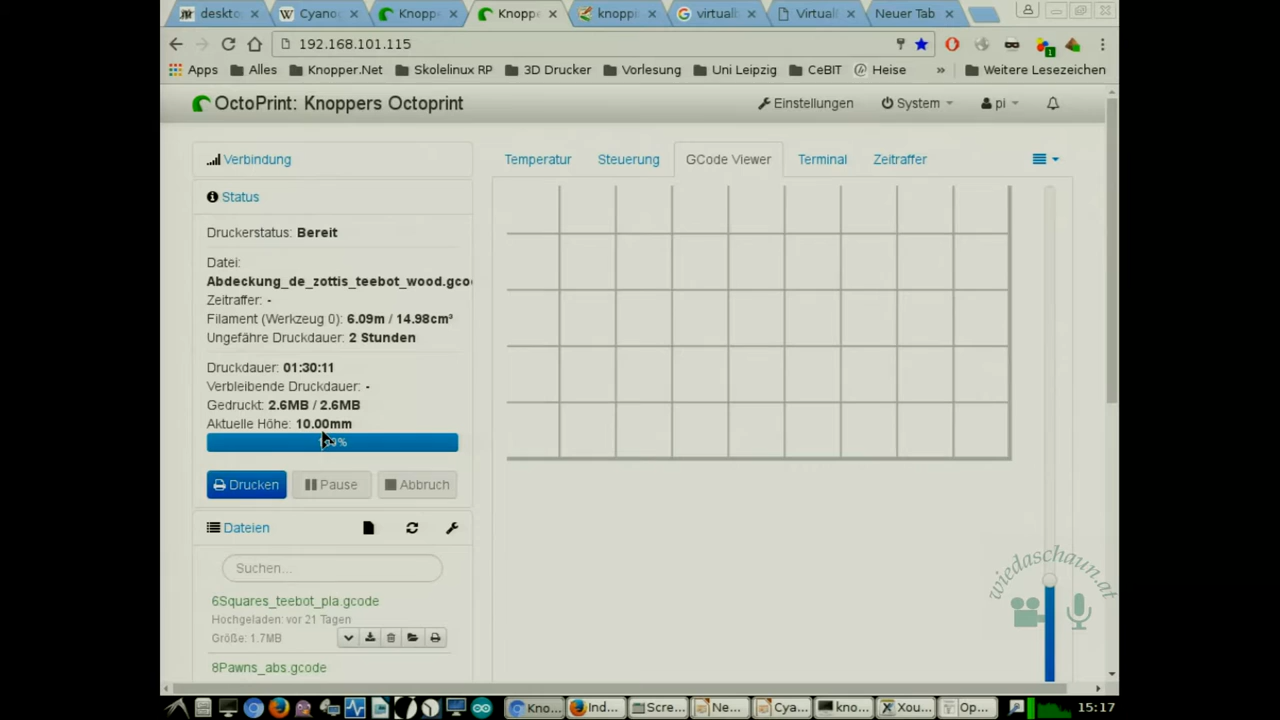 deskto
Cyano
Knoppe
Knoppe
knoppi
virtualb
Virtualf
Neuer Tab
192.168.101.115
1
Apps
Alles
Knopper.Net
Skolelinux RP
3D Drucker
Vorlesung
Uni Leipzig
CeBIT
Heise
»
Weitere Lesezeichen
OctoPrint: Knoppers Octoprint
Einstellungen
System
pi
Verbindung
Temperatur
Steuerung
GCode Viewer
Terminal
Zeitraffer
Status
Druckerstatus: Bereit
Datei:
Abdeckung_de_zottis_teebot_wood.gco
Zeitraffer: -
Filament (Werkzeug 0): 6.09m / 14.98cm³
Ungefähre Druckdauer: 2 Stunden
Druckdauer: 01:30:11
Verbleibende Druckdauer: -
Gedruckt: 2.6MB / 2.6MB
Aktuelle Höhe: 10.00mm
Drucken
Pause
Abbruch
Dateien
Suchen...
6Squares_teebot_pla.gcode
Hochgeladen: vor 21 Tagen
Größe: 1.7MB
8Pawns_abs.gcode
wiedaschaun.at
Kno...
Ind...
Scre...
Ne...
Cya...
kno...
Xou...
Op...
15:17